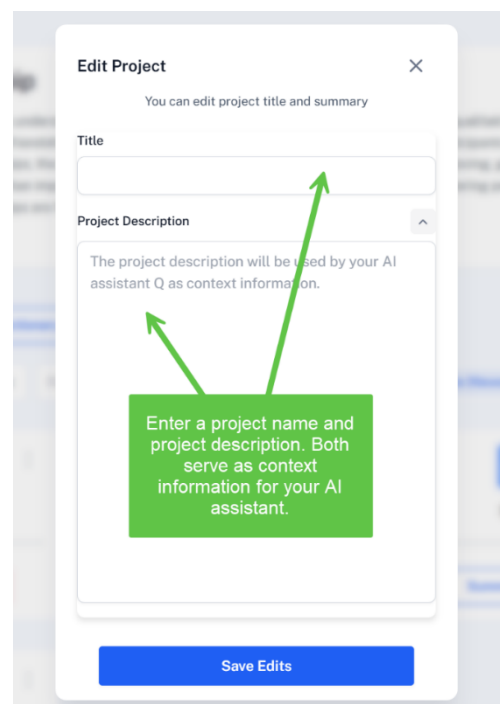 Edit Project
You can edit project title and summary
Title
Project Description
The project description will be used by your AI
assistant Q as context information.
Enter a project name and
project description. Both
serve as context
information for your AI
assistant.
Save Edits